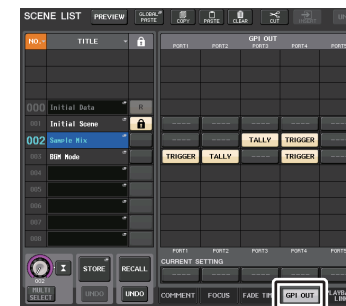 SCENE LIST PREVIEW GLOBAL PASTE COPY PASTE CLEAR CUT INSERT
NO. TITLE GPI OUT
PORT1 PORT2 PORT3 PORT4 PORT5
000 Initial Data R
001 Initial Scene ---- ---- ---- ----
002 Sample Mix ---- ---- TALLY TRIGGER
003 BGM Mode TRIGGER TALLY ---- TRIGGER
004
005
006
007
008
PORT1 PORT2 PORT3 PORT4 PORT5
CURRENT SETTING
---- ---- ---- ----
002 STORE RECALL
MULTI SELECT UNDO UNDO COMMENT FOCUS FADE TIME GPI OUT